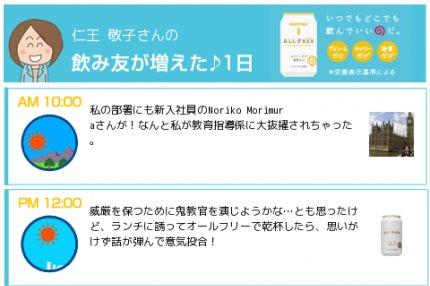 仁王 敬子さんの
飲み友が増えた♪1日
ALL-FREE
いつでもどこでも
飲んでいいのだ。
アルコールゼロ* カロリーゼロ* 糖質ゼロ*
*栄養表示基準による
AM 10:00
私の部署にも新入社員のNoriko Morimur
aさんが！なんと私が教育指導係に大抜擢されちゃった
。
PM 12:00
威厳を保つために鬼教官を演じようかな…とも思ったけ
ど、ランチに誘ってオールフリーで乾杯したら、思いが
けず話が弾んで意気投合！
ALL-FREE